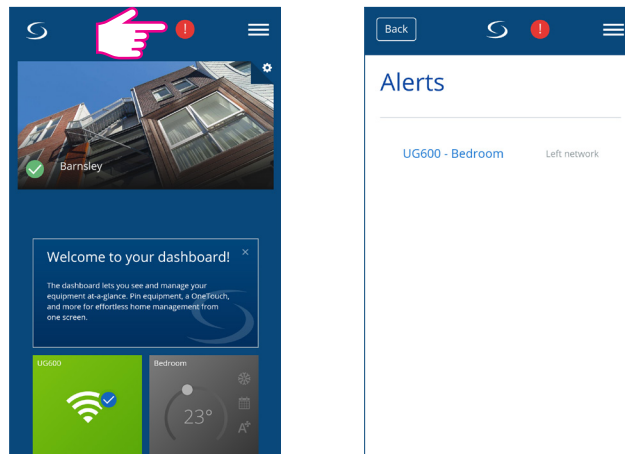 !
Barnsley
Welcome to your dashboard!
×
The dashboard lets you see and manage your
equipment at-a-glance. Pin equipment, a OneTouch,
and more for effortless home management from
one screen.
UG600
Bedroom
23°
A+
Back
!
Alerts
UG600 - Bedroom Left network